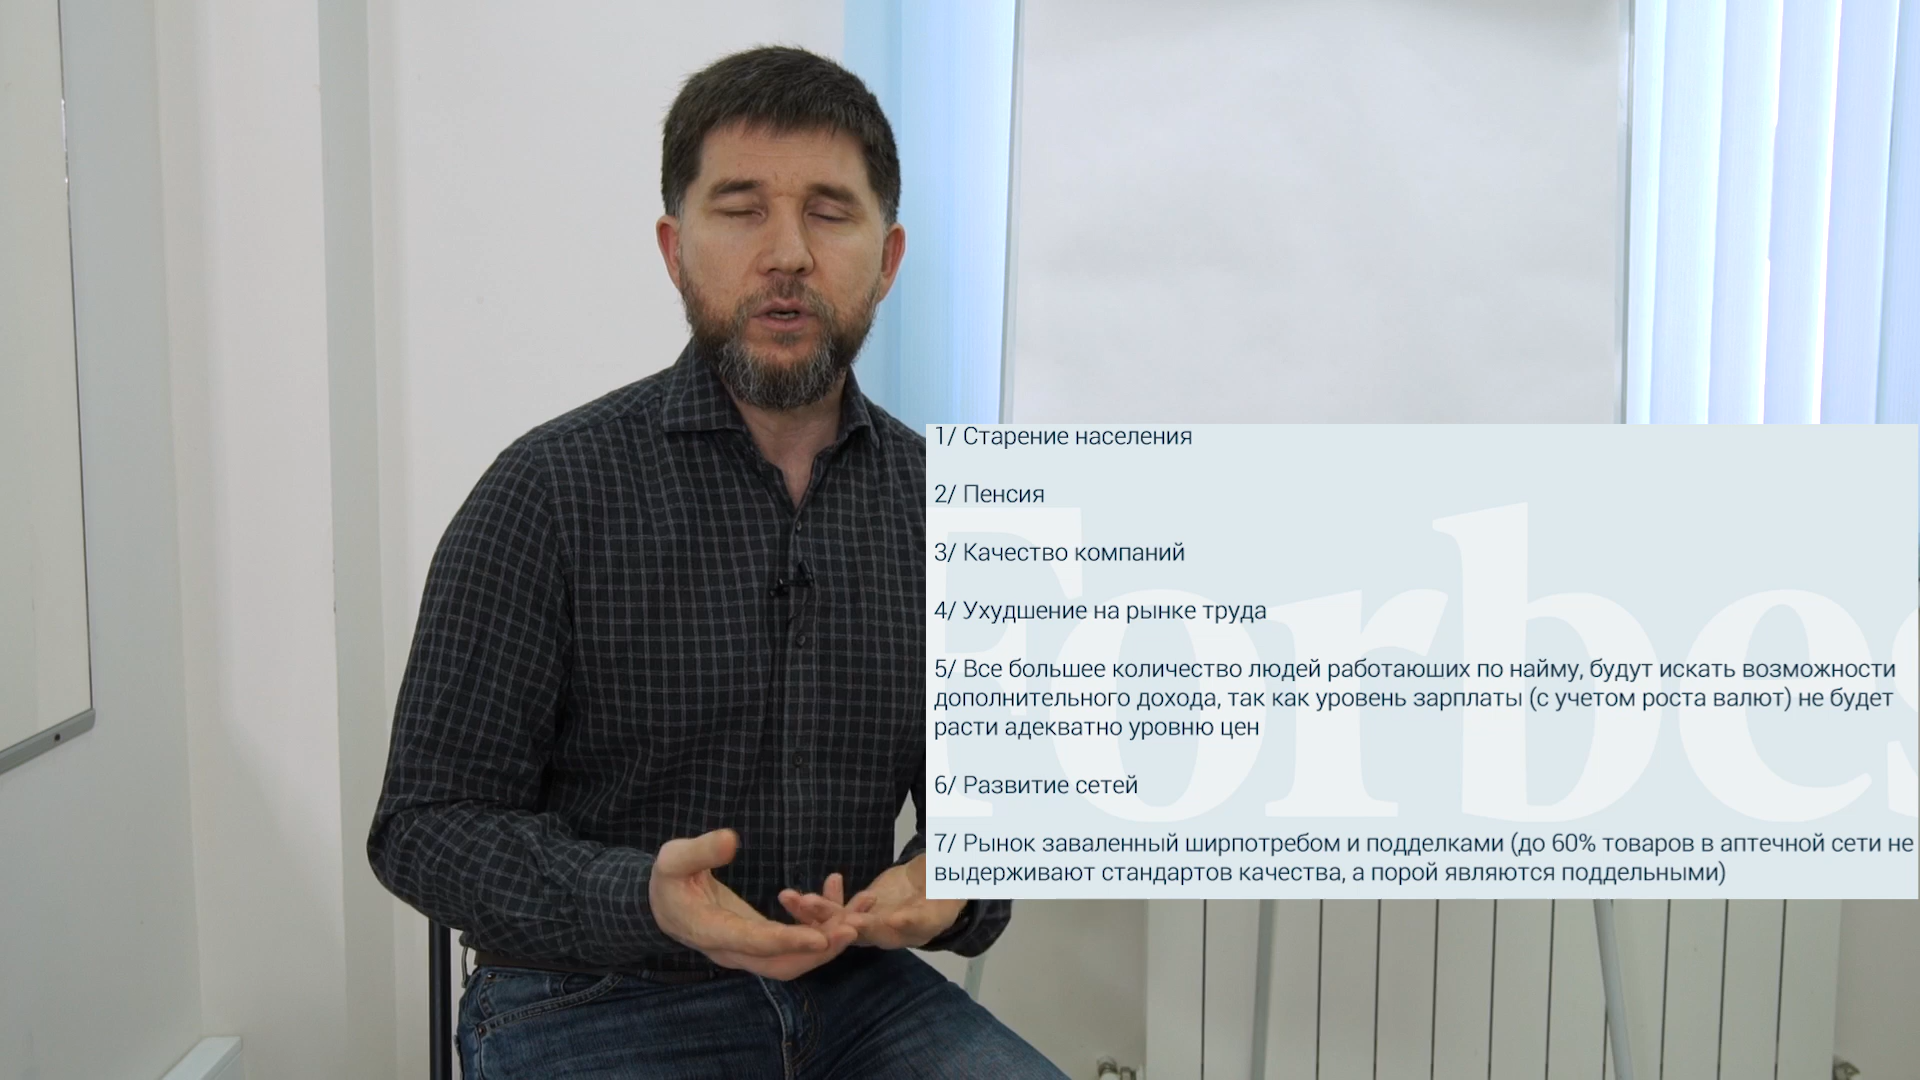 1/ Старение населения
2/ Пенсия
3/ Качество компаний
4/ Ухудшение на рынке труда
5/ Все большее количество людей работаюших по найму, будут искать возможности
дополнительного дохода, так как уровень зарплаты (с учетом роста валют) не будет
расти адекватно уровню цен
6/ Развитие сетей
7/ Рынок заваленный ширпотребом и подделками (до 60% товаров в аптечной сети не
выдерживают стандартов качества, а порой являются поддельными)
Forbes